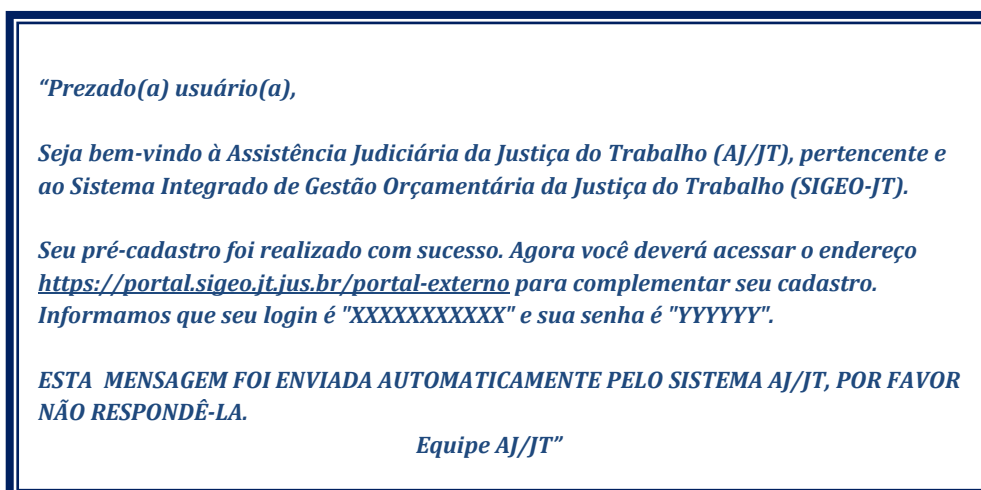 “Prezado(a) usuário(a),
Seja bem-vindo à Assistência Judiciária da Justiça do Trabalho (AJ/JT), pertencente e
ao Sistema Integrado de Gestão Orçamentária da Justiça do Trabalho (SIGEO-JT).
Seu pré-cadastro foi realizado com sucesso. Agora você deverá acessar o endereço
https://portal.sigeo.jt.jus.br/portal-externo para complementar seu cadastro.
Informamos que seu login é "XXXXXXXXXXX" e sua senha é "YYYYYY".
ESTA MENSAGEM FOI ENVIADA AUTOMATICAMENTE PELO SISTEMA AJ/JT, POR FAVOR
NÃO RESPONDÊ-LA.
Equipe AJ/JT”